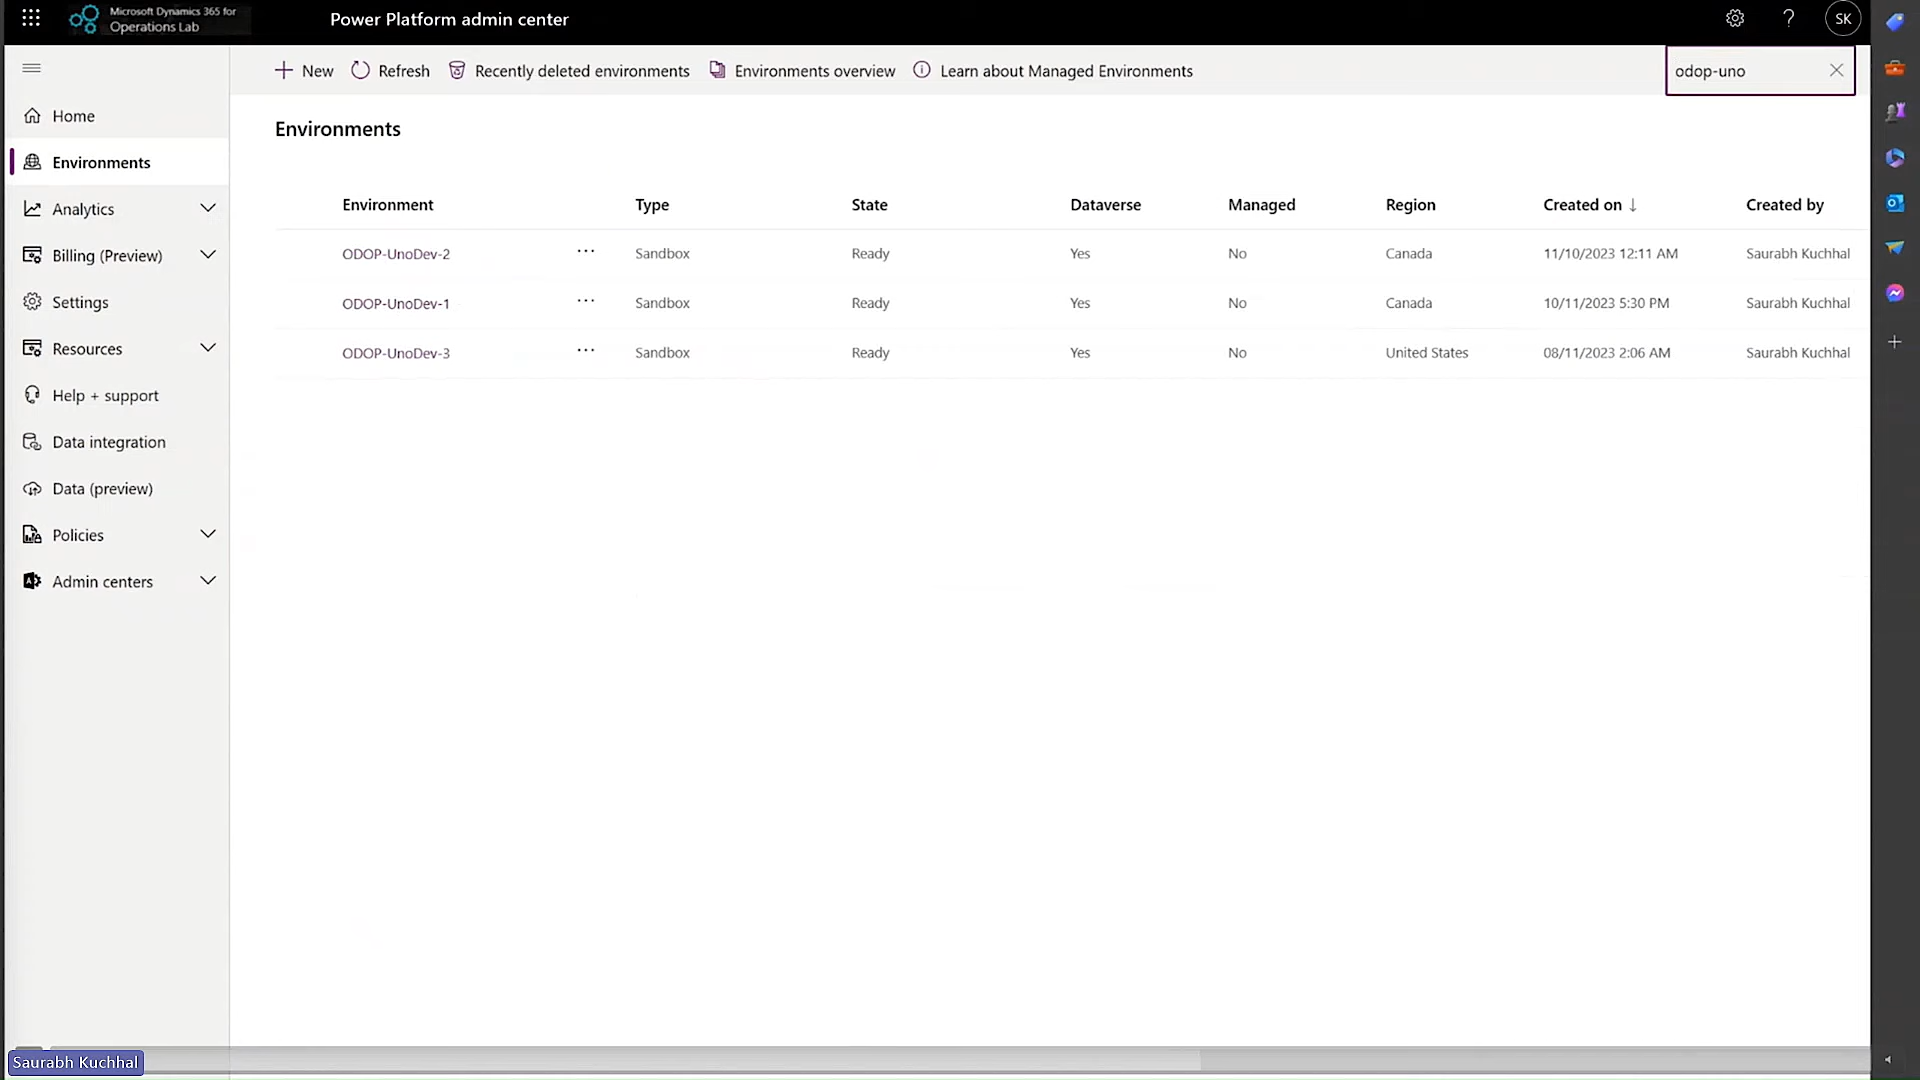 Microsoft Dynamics 365 for
Operations Lab
Power Platform admin center
?
SK
New
Refresh
Recently deleted environments
Environments overview
Learn about Managed Environments
odop-uno
Home
Environments
Analytics
Billing (Preview)
Settings
Resources
Help + support
Data integration
Data (preview)
Policies
Admin centers
Environments
Environment Type State Dataverse Managed Region Created on ↓ Created by
ODOP-UnoDev-2 ··· Sandbox Ready Yes No Canada 11/10/2023 12:11 AM Saurabh Kuchhal
ODOP-UnoDev-1 ··· Sandbox Ready Yes No Canada 10/11/2023 5:30 PM Saurabh Kuchhal
ODOP-UnoDev-3 ··· Sandbox Ready Yes No United States 08/11/2023 2:06 AM Saurabh Kuchhal
Saurabh Kuchhal